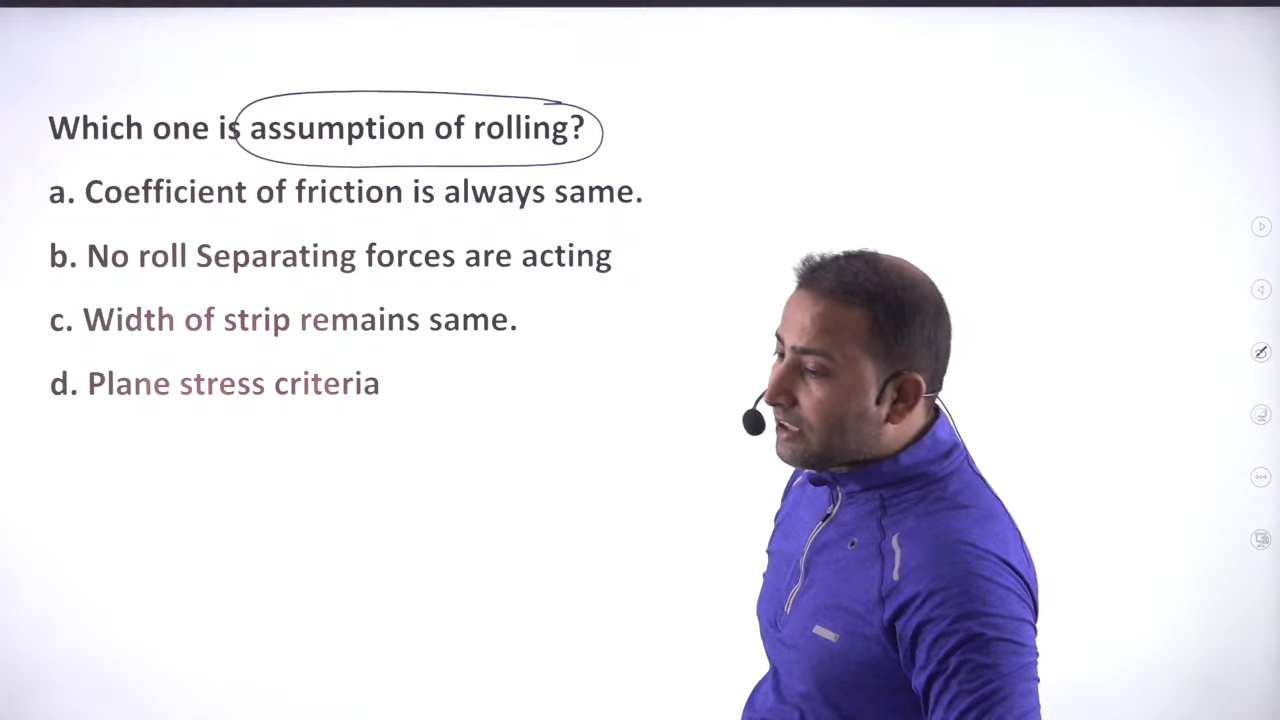 Which one is assumption of rolling?
a. Coefficient of friction is always same.
b. No roll Separating forces are acting
c. Width of strip remains same.
d. Plane stress criteria